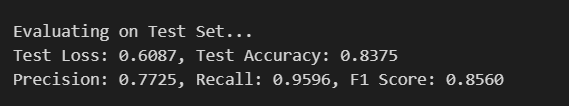 Evaluating on Test Set...
Test Loss: 0.6087, Test Accuracy: 0.8375
Precision: 0.7725, Recall: 0.9596, F1 Score: 0.8560